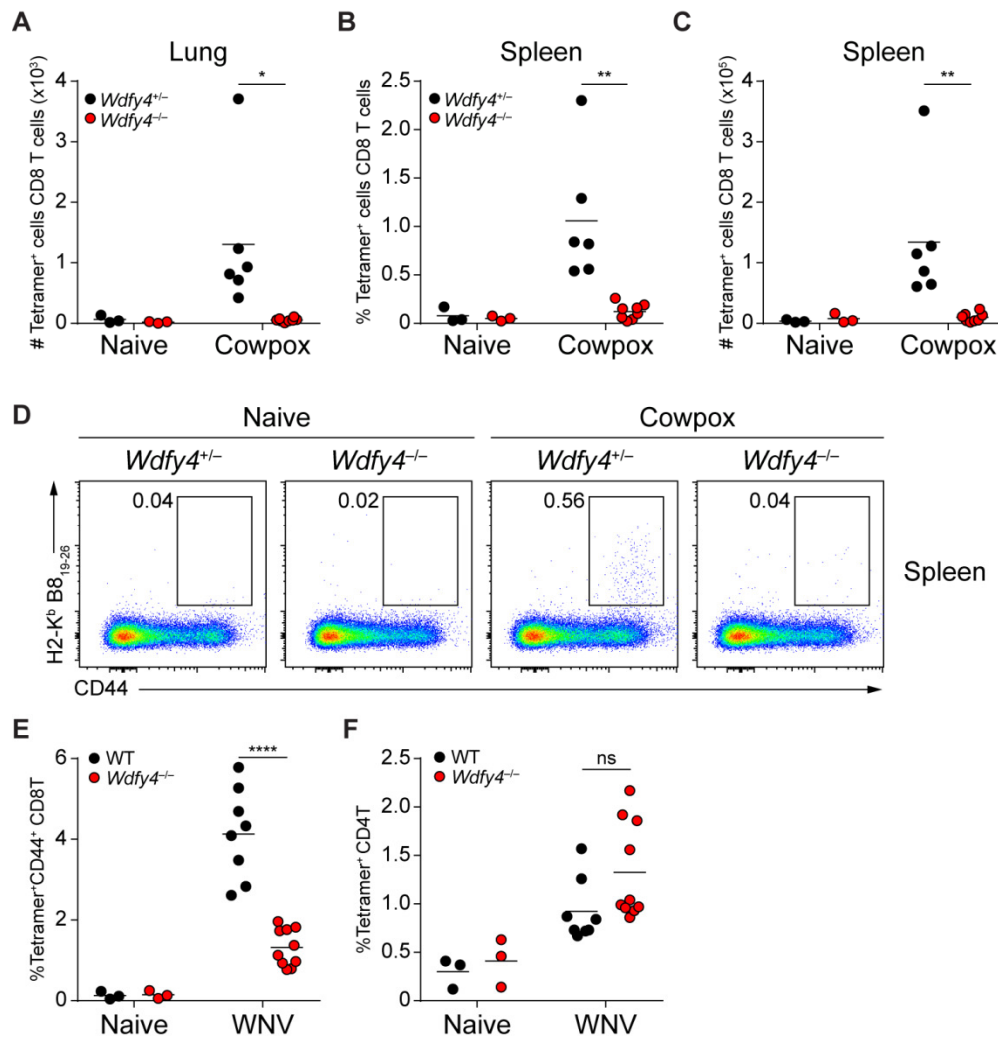 A
Lung
# Tetramer⁺ cells CD8 T cells (x10³)
4
3
2
1
0
Wdfy4⁺/⁻
Wdfy4⁻/⁻
*
Naive
Cowpox
B
Spleen
% Tetramer⁺ cells CD8 T cells
2.5
2.0
1.5
1.0
0.5
0
Wdfy4⁺/⁻
Wdfy4⁻/⁻
**
Naive
Cowpox
C
Spleen
# Tetramer⁺ cells CD8 T cells (x10⁵)
4
3
2
1
0
**
Naive
Cowpox
D
Naive
Cowpox
Wdfy4⁺/⁻
Wdfy4⁻/⁻
Wdfy4⁺/⁻
Wdfy4⁻/⁻
0.04
0.02
0.56
0.04
H2-Kᵇ B8₁₉₋₂₆
Spleen
CD44
E
%Tetramer⁺CD44⁺ CD8T
6
4
2
0
WT
Wdfy4⁻/⁻
****
Naive
WNV
F
%Tetramer⁺ CD4T
2.5
2.0
1.5
1.0
0.5
0
WT
Wdfy4⁻/⁻
ns
Naive
WNV